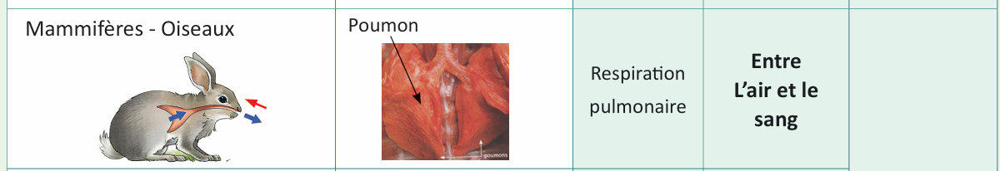 Mammifères - Oiseaux
Poumon
poumons
Respiration
pulmonaire
Entre
L'air et le
sang